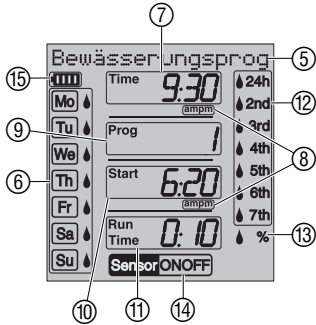 ⑦
Bewässerungsprog ⑤
⑮ Time 9:30 24h
ampm
Mo 2nd ⑫
⑨ Prog 1 3rd
Tu 4th ⑧
We
⑥ Th Start 6:20 5th
ampm 6th
Fr 7th
Sa Run Time 0:10 % ⑬
Su Sensor ONOFF
⑩ ⑪ ⑭